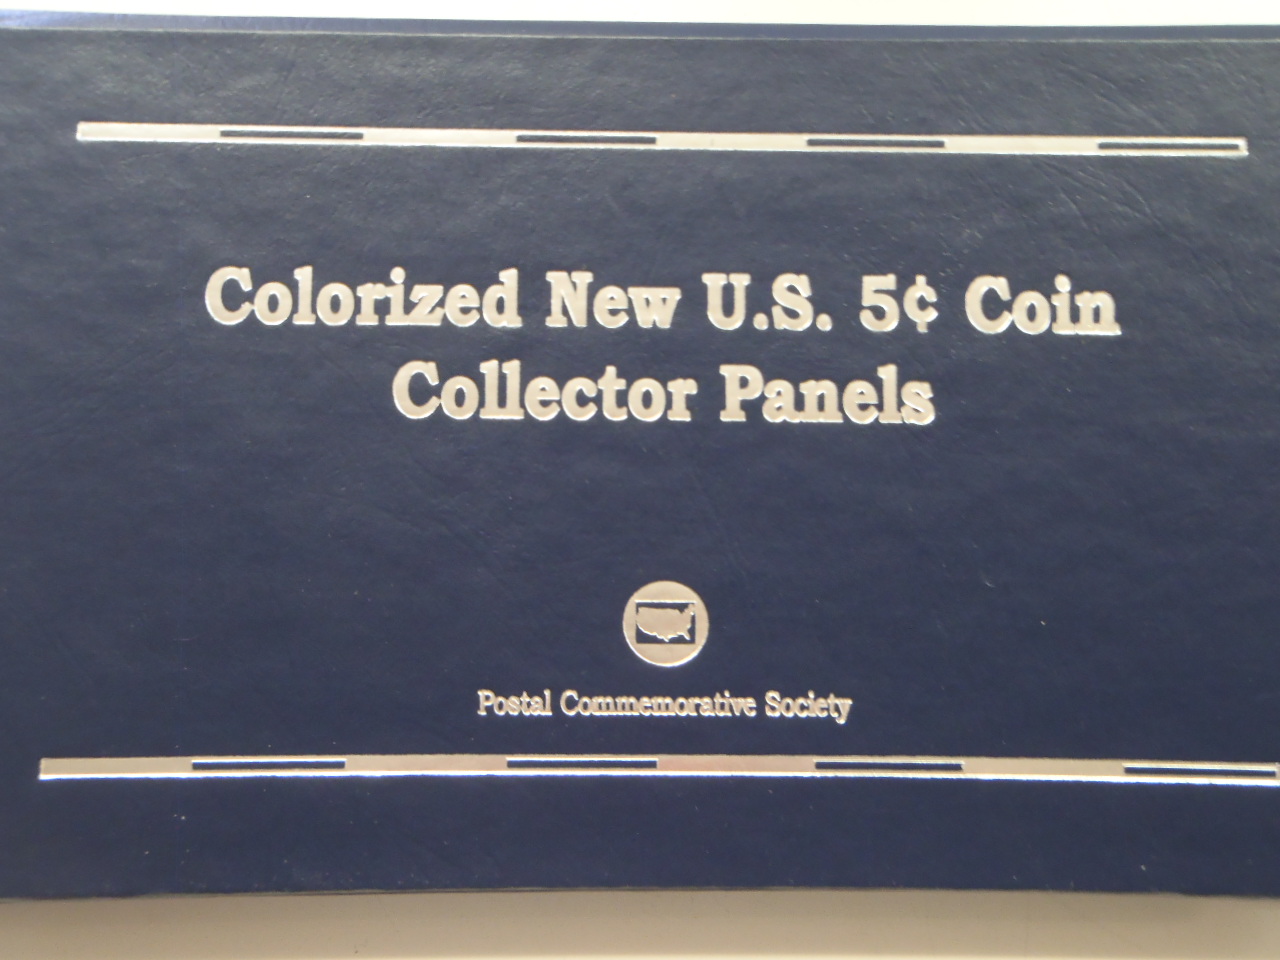 Colorized New U.S. 5¢ Coin
Collector Panels
Postal Commemorative Society